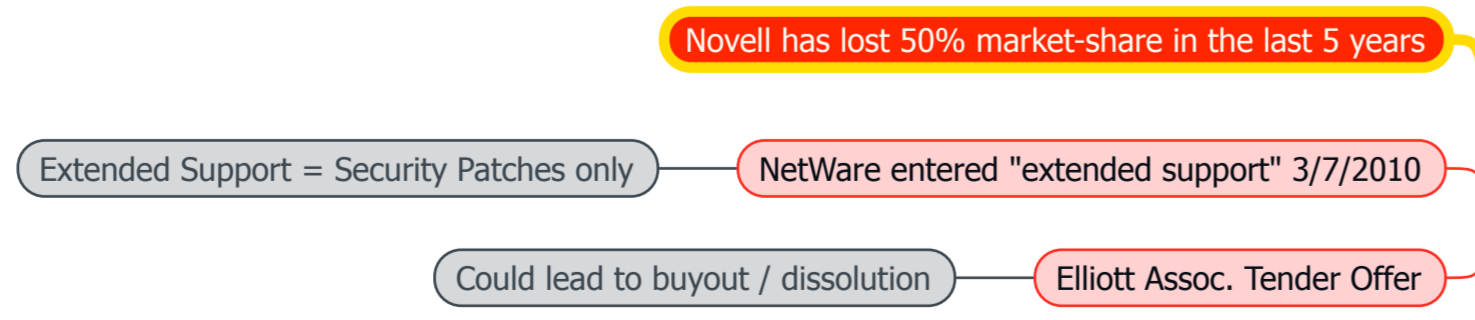 Novell has lost 50% market-share in the last 5 years
Extended Support = Security Patches only
NetWare entered "extended support" 3/7/2010
Could lead to buyout / dissolution
Elliott Assoc. Tender Offer